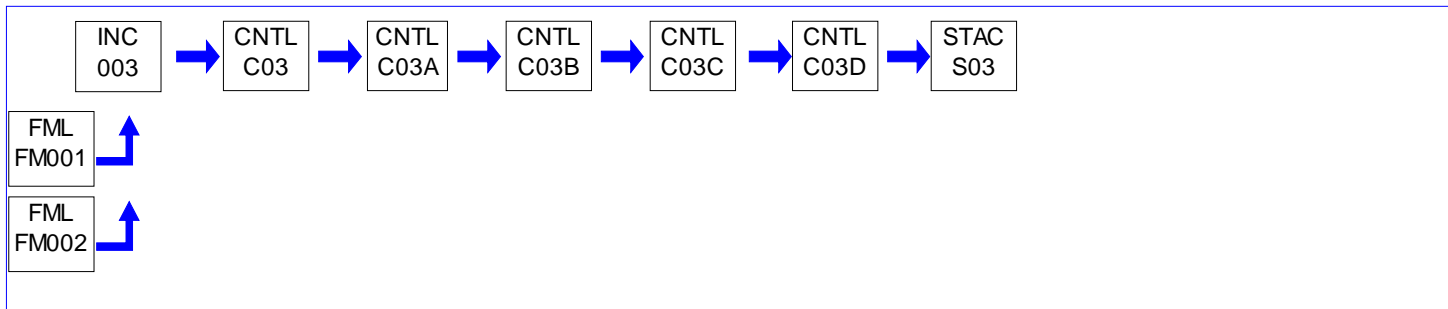 INC
003
CNTL
C03
CNTL
C03A
CNTL
C03B
CNTL
C03C
CNTL
C03D
STAC
S03
FML
FM001
FML
FM002